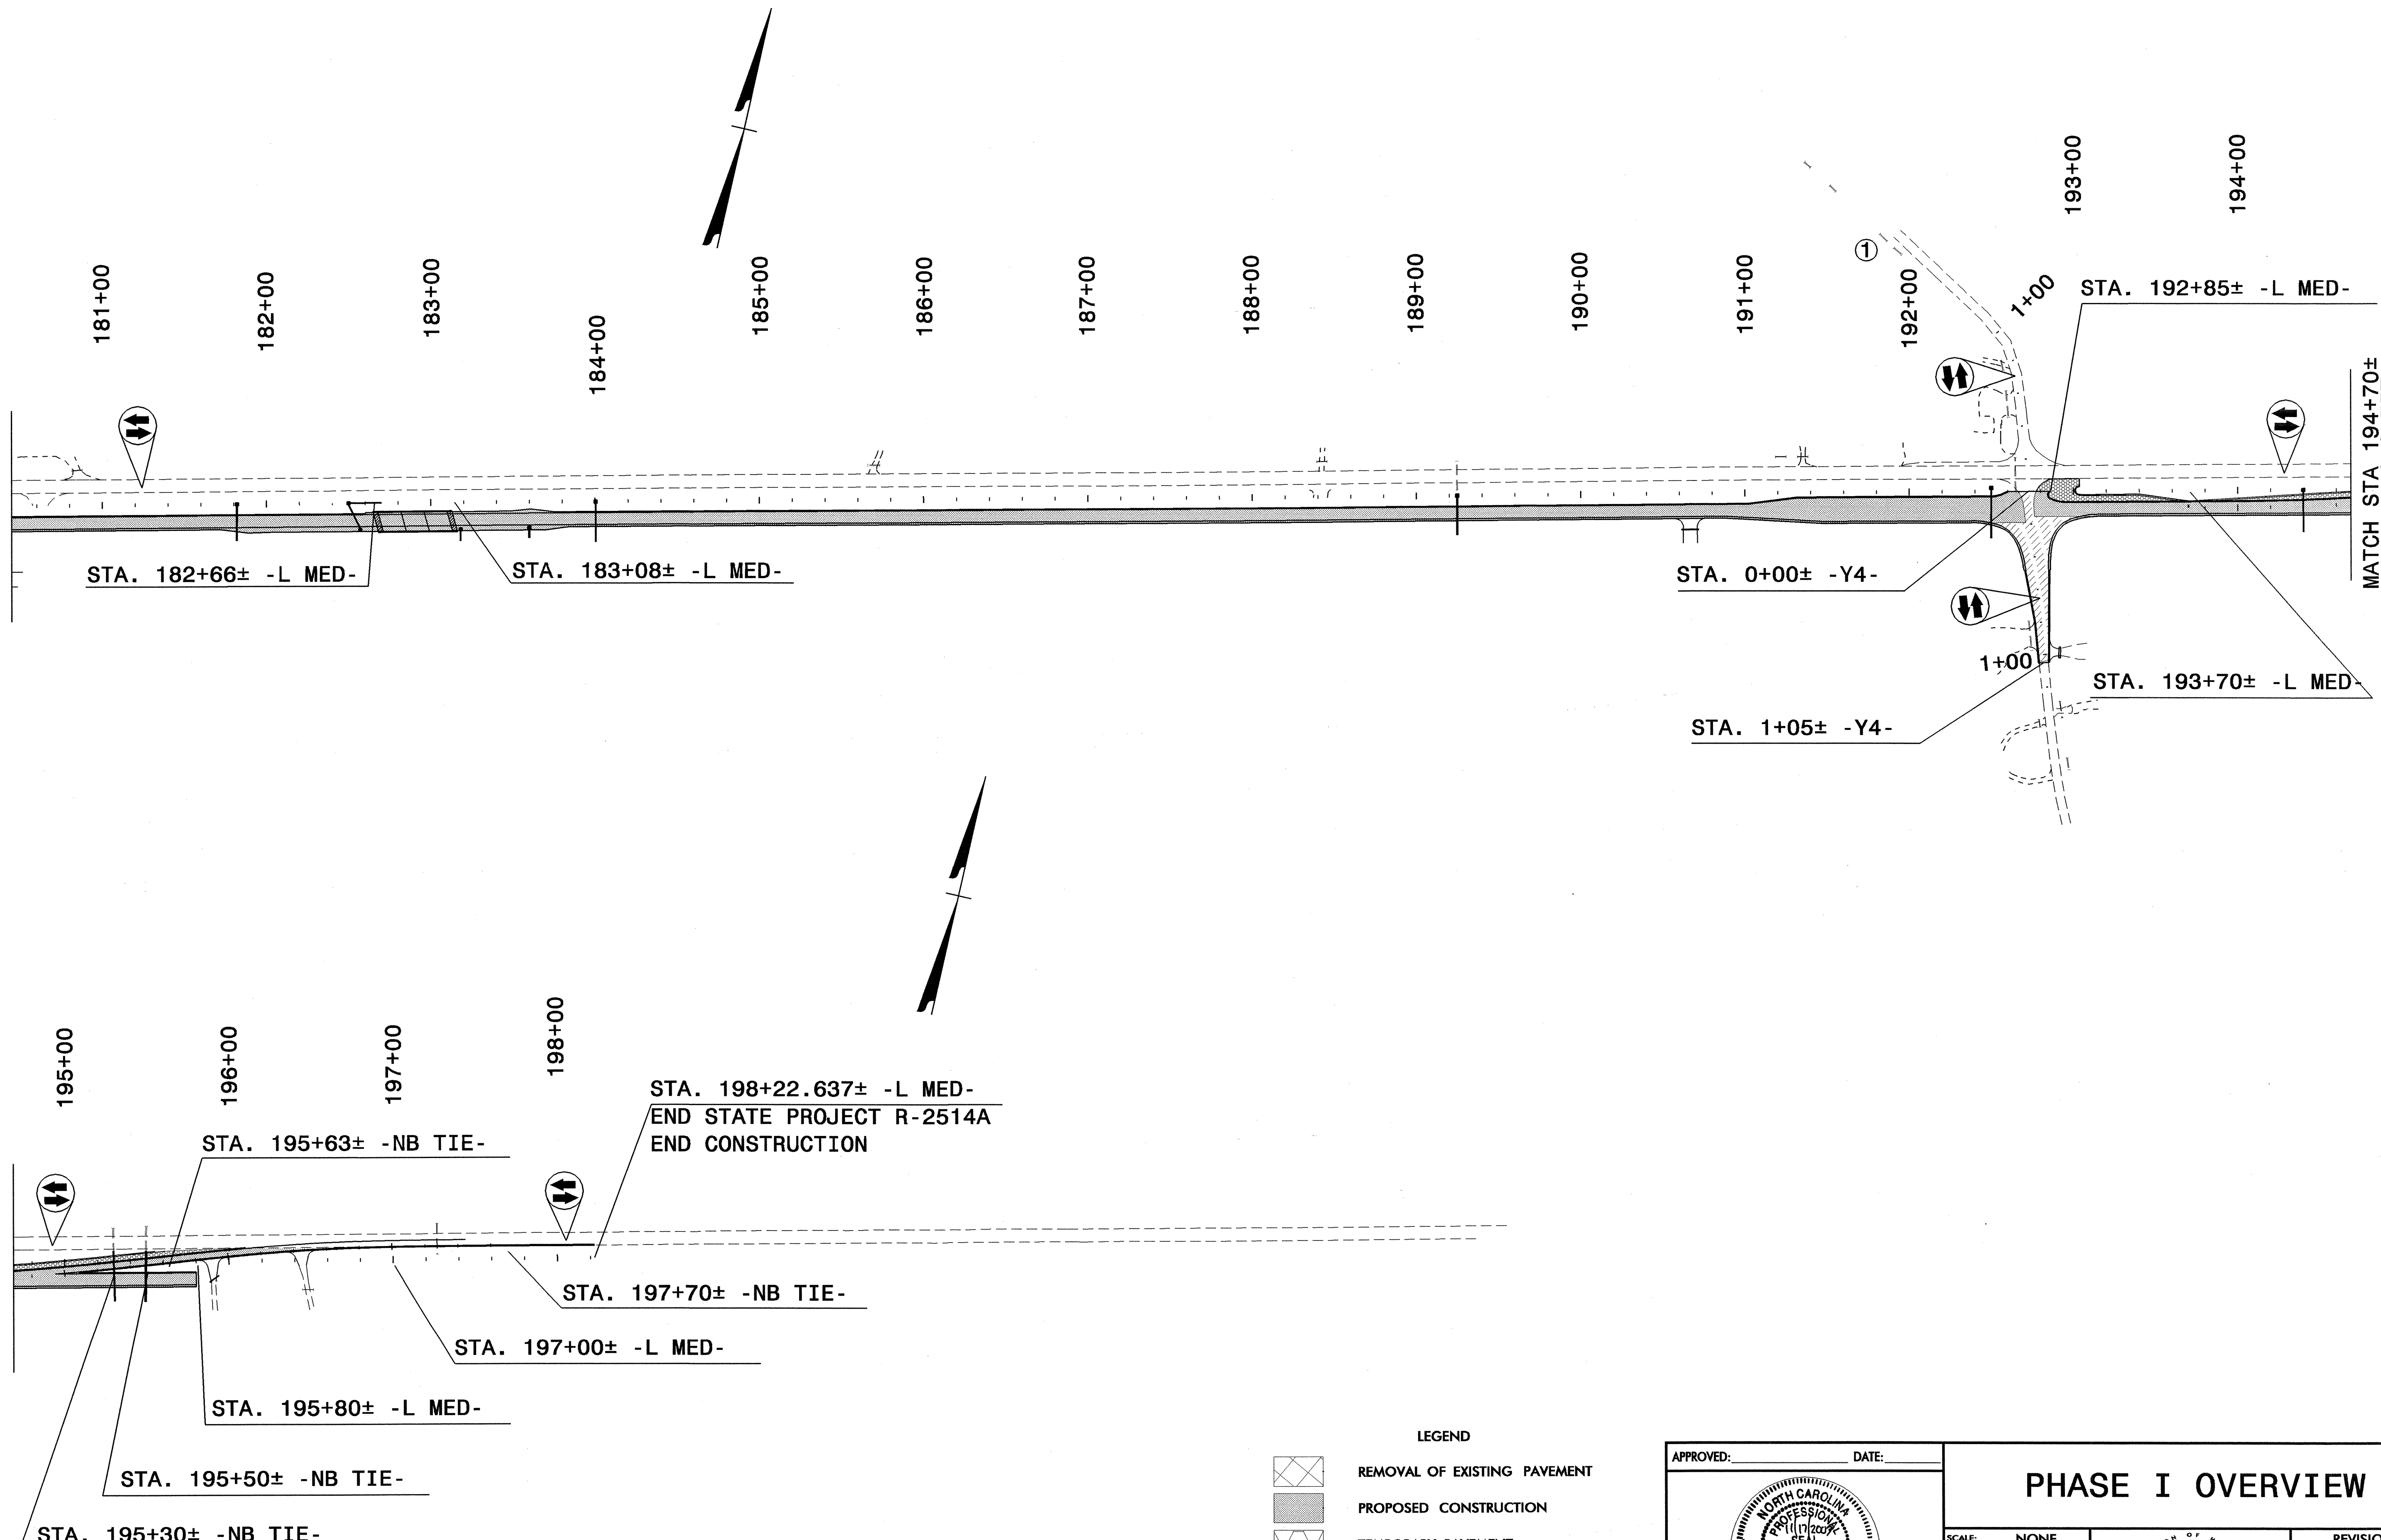 181+00
182+00
183+00
184+00
185+00
186+00
187+00
188+00
189+00
190+00
191+00
192+00
193+00
194+00
1
1+00
STA. 192+85± -L MED-
MATCH STA 194+70±
STA. 182+66± -L MED-
STA. 183+08± -L MED-
STA. 0+00± -Y4-
1+00
STA. 193+70± -L MED-
STA. 1+05± -Y4-
195+00
196+00
197+00
198+00
STA. 198+22.637± -L MED-
END STATE PROJECT R-2514A
END CONSTRUCTION
STA. 195+63± -NB TIE-
STA. 197+70± -NB TIE-
STA. 197+00± -L MED-
STA. 195+80± -L MED-
STA. 195+50± -NB TIE-
STA. 195+30± -NB TIE-
LEGEND
REMOVAL OF EXISTING PAVEMENT
PROPOSED CONSTRUCTION
APPROVED: DATE:
NORTH CAROLINA
PROFESSIONAL
SEAL
PHASE I OVERVIEW
SCALE: NONE